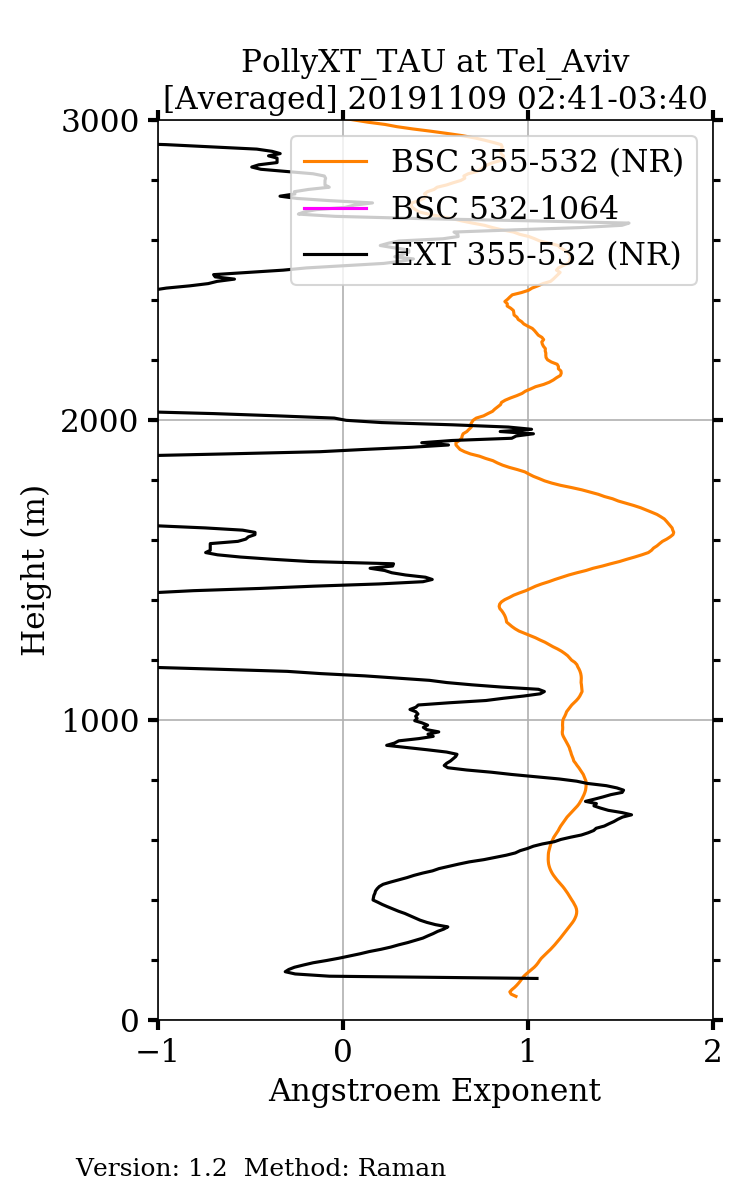 PollyXT_TAU at Tel_Aviv
[Averaged] 20191109 02:41-03:40
3000
BSC 355-532 (NR)
BSC 532-1064
EXT 355-532 (NR)
2000
Height (m)
1000
0
−1 0 1 2
Angstroem Exponent
Version: 1.2 Method: Raman